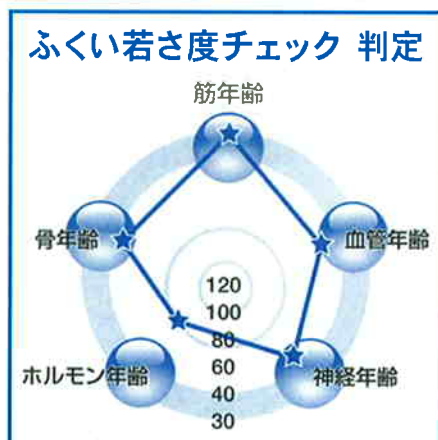 ふくい若さ度チェック 判定
筋年齢
骨年齢
血管年齢
120
100
80
60
40
30
ホルモン年齢
神経年齢